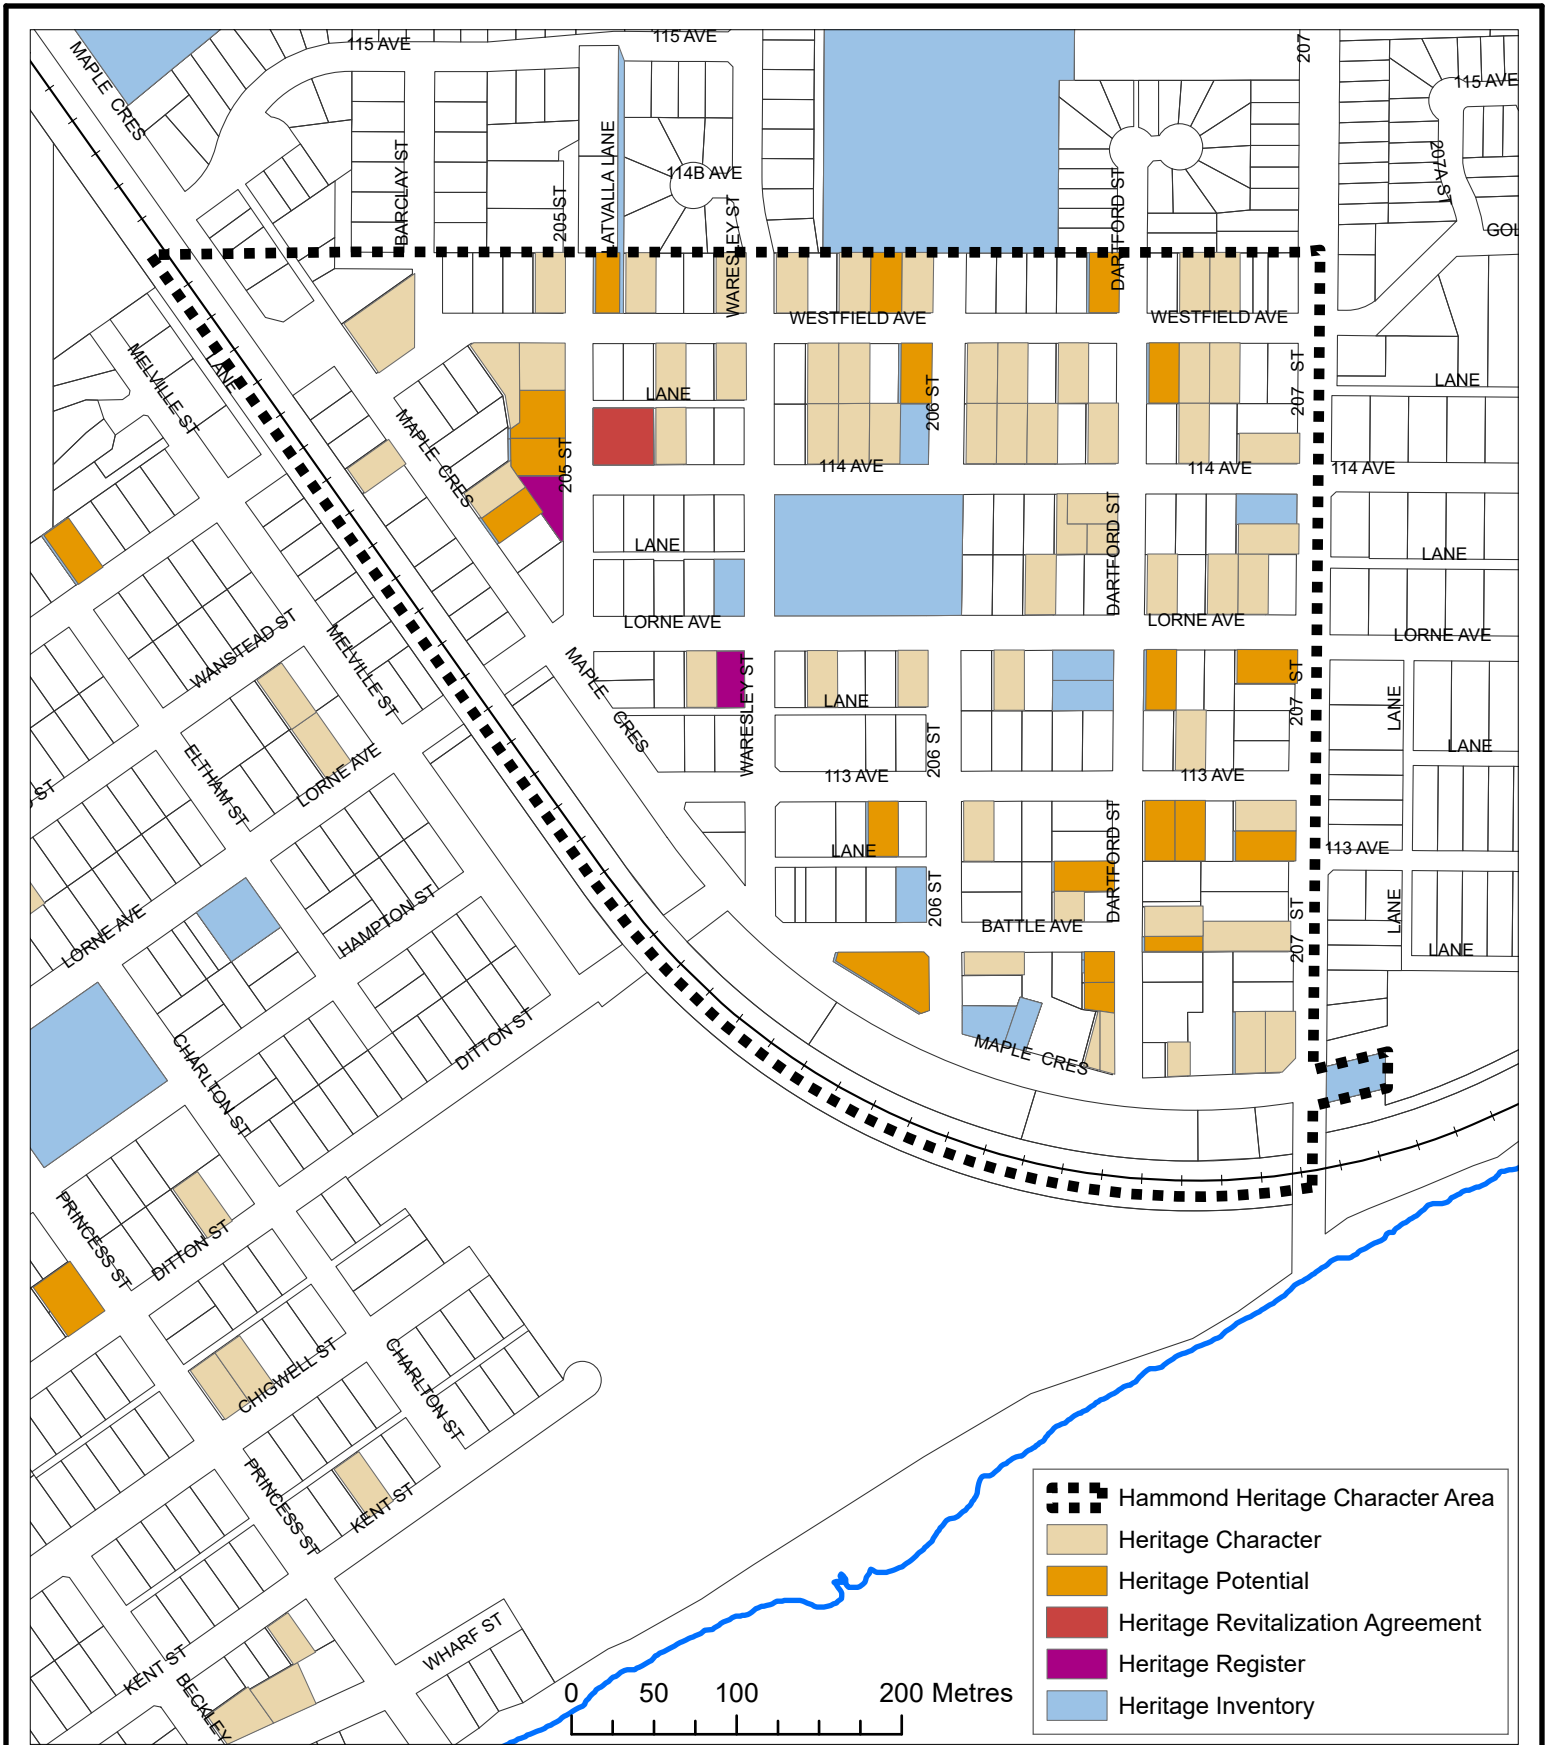 115 AVE
115 AVE
207
MAPLE CRES
115 AVE
BARCLAY ST
205 ST
LATVALLA LANE
114B AVE
WARESLEY ST
DARTFORD ST
207A ST
WESTFIELD AVE
WESTFIELD AVE
MELVILLE ST
LANE
LANE
206 ST
207 ST
LANE
MAPLE CRES
205 ST
114 AVE
114 AVE
114 AVE
LANE
DARTFORD ST
LANE
WANSTEAD ST
MELVILLE ST
LORNE AVE
LORNE AVE
LORNE AVE
MAPLE CRES
WARESLEY ST
LANE
206 ST
207 ST
LANE
LANE
ELTHAM ST
LORNE AVE
113 AVE
113 AVE
ST
LANE
DARTFORD ST
113 AVE
LORNE AVE
HAMPTON ST
206 ST
BATTLE AVE
207 ST
LANE
LANE
CHARLTON ST
DITTON ST
MAPLE CRES
PRINCESS ST
DITTON ST
CHIGWELL ST
CHARLTON ST
PRINCESS ST
KENT ST
KENT ST
BECKLEY
WHARF ST
0 50 100 200 Metres
Hammond Heritage Character Area
Heritage Character
Heritage Potential
Heritage Revitalization Agreement
Heritage Register
Heritage Inventory